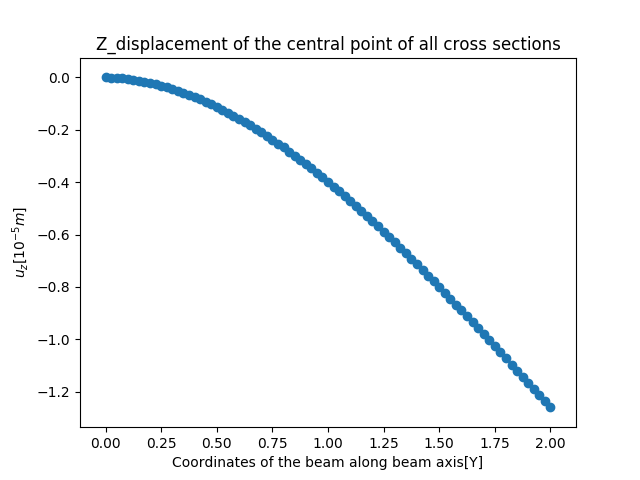 Z_displacement of the central point of all cross sections
0.0
−0.2
−0.4
−0.6
−0.8
−1.0
−1.2
u_z[10^{-5}m]
0.00 0.25 0.50 0.75 1.00 1.25 1.50 1.75 2.00
Coordinates of the beam along beam axis[Y]